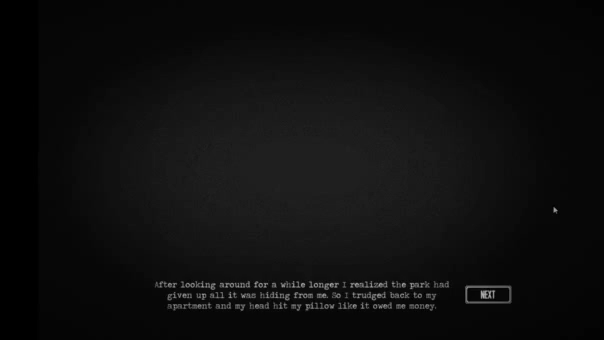 After looking around for a while longer I realized the park had
given up all it was hiding from me. So I trudged back to my
apartment and my head hit my pillow like it owed me money.
NEXT